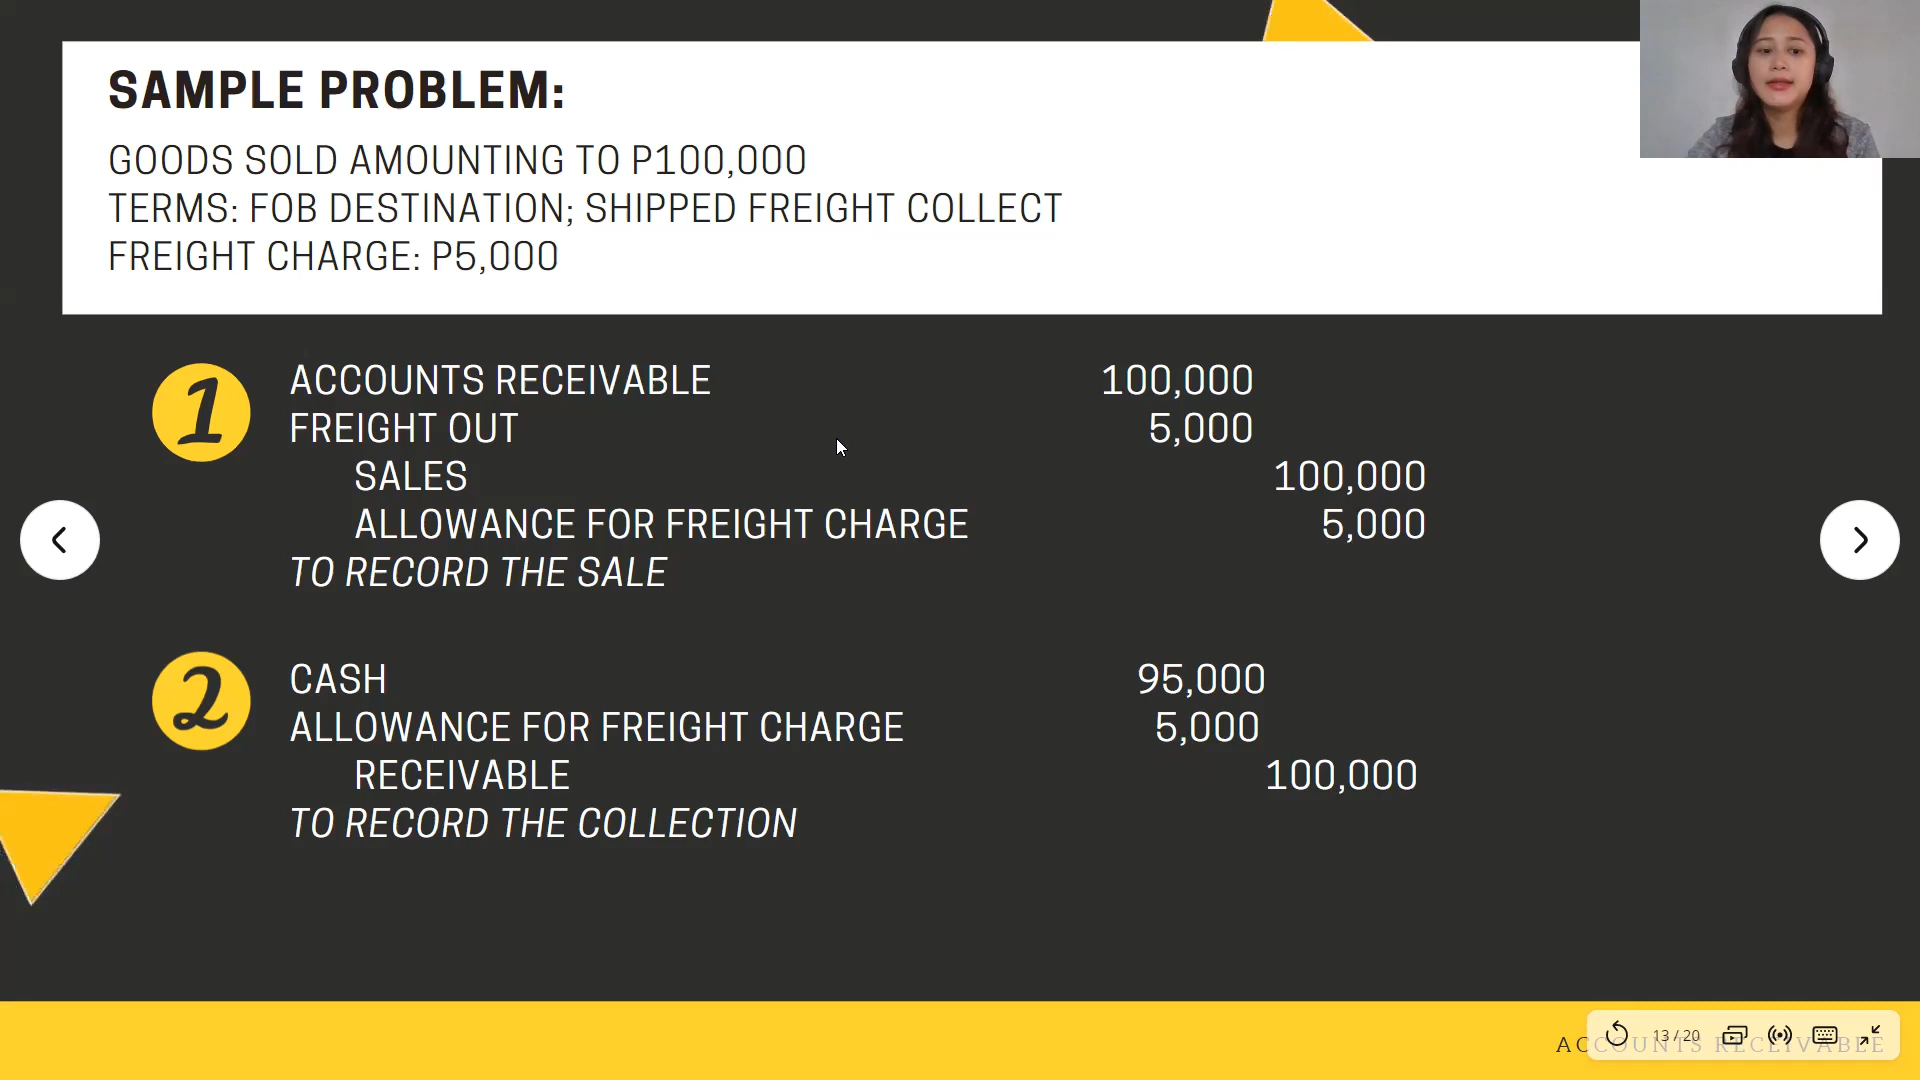 SAMPLE PROBLEM:
GOODS SOLD AMOUNTING TO P100,000
TERMS: FOB DESTINATION; SHIPPED FREIGHT COLLECT
FREIGHT CHARGE: P5,000
1
ACCOUNTS RECEIVABLE 100,000
FREIGHT OUT 5,000
SALES 100,000
ALLOWANCE FOR FREIGHT CHARGE 5,000
TO RECORD THE SALE
2
CASH 95,000
ALLOWANCE FOR FREIGHT CHARGE 5,000
RECEIVABLE 100,000
TO RECORD THE COLLECTION
13 / 20
ACCOUNTS RECEIVABLE